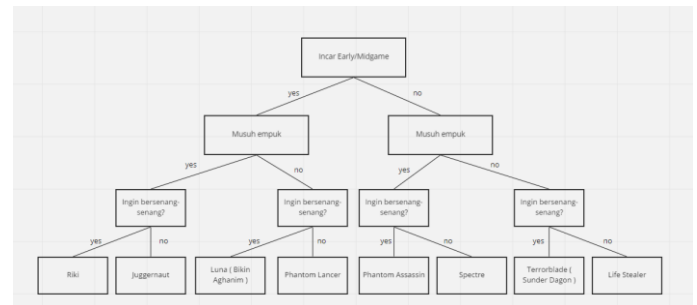 Incar Early/Midgame
yes
no
Musuh empuk
Musuh empuk
yes
no
yes
no
Ingin bersenang-
senang?
Ingin bersenang-
senang?
Ingin bersenang-
senang?
Ingin bersenang-
senang?
yes
no
yes
no
yes
no
yes
no
Riki
Juggernaut
Luna ( Bikin
Aghanim )
Phantom Lancer
Phantom Assassin
Spectre
Terrorblade (
Sunder Dagon )
Life Stealer